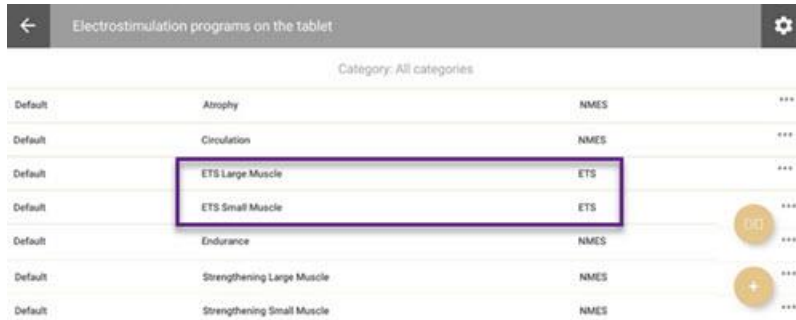 Electrostimulation programs on the tablet
Category: All categories
Default Atrophy NMES
Default Circulation NMES
Default ETS Large Muscle ETS
Default ETS Small Muscle ETS
Default Endurance NMES
Default Strengthening Large Muscle NMES
Default Strengthening Small Muscle NMES